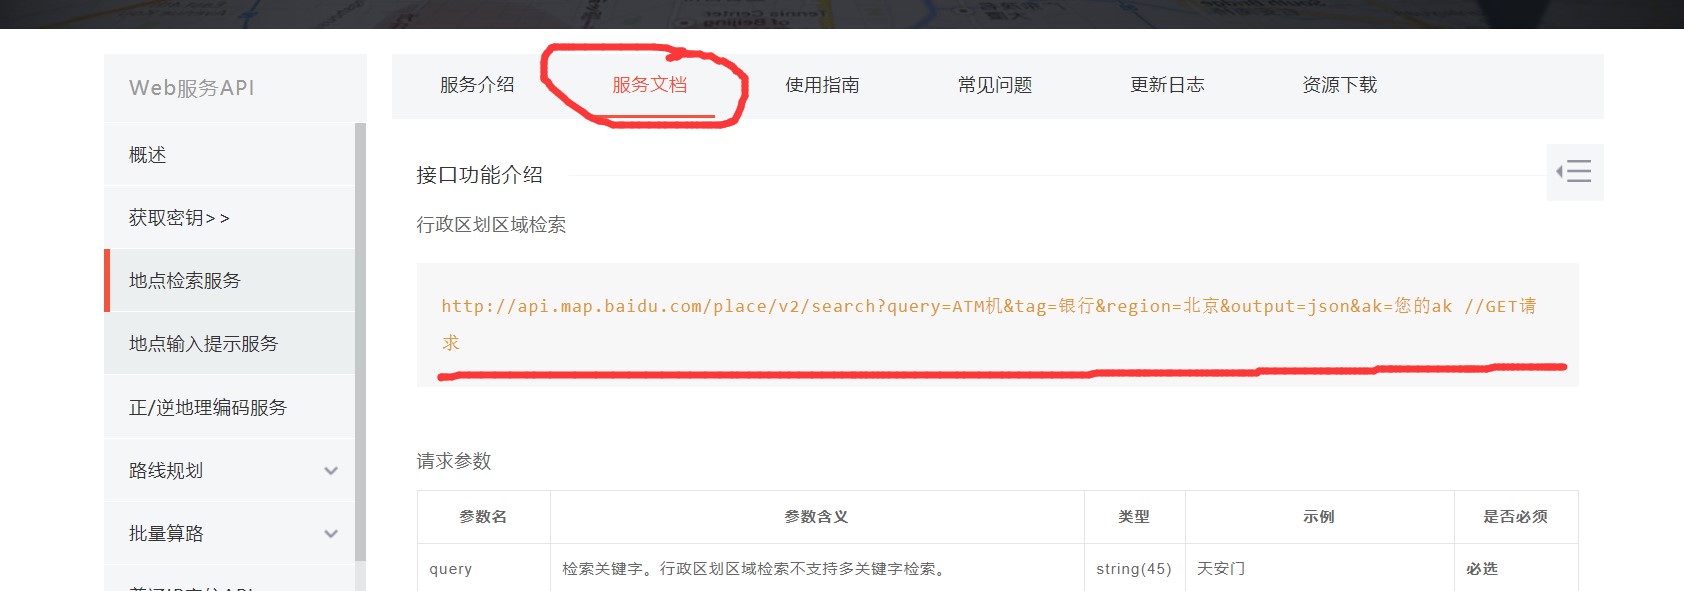 Web服务API
概述
获取密钥>>
地点检索服务
地点输入提示服务
正/逆地理编码服务
路线规划
批量算路
服务介绍
服务文档
使用指南
常见问题
更新日志
资源下载
接口功能介绍
行政区划区域检索
http://api.map.baidu.com/place/v2/search?query=ATM机&tag=银行&region=北京&output=json&ak=您的ak //GET请
求
请求参数
参数名 参数含义 类型 示例 是否必须
query 检索关键字。行政区划区域检索不支持多关键字检索。 string(45) 天安门 必选